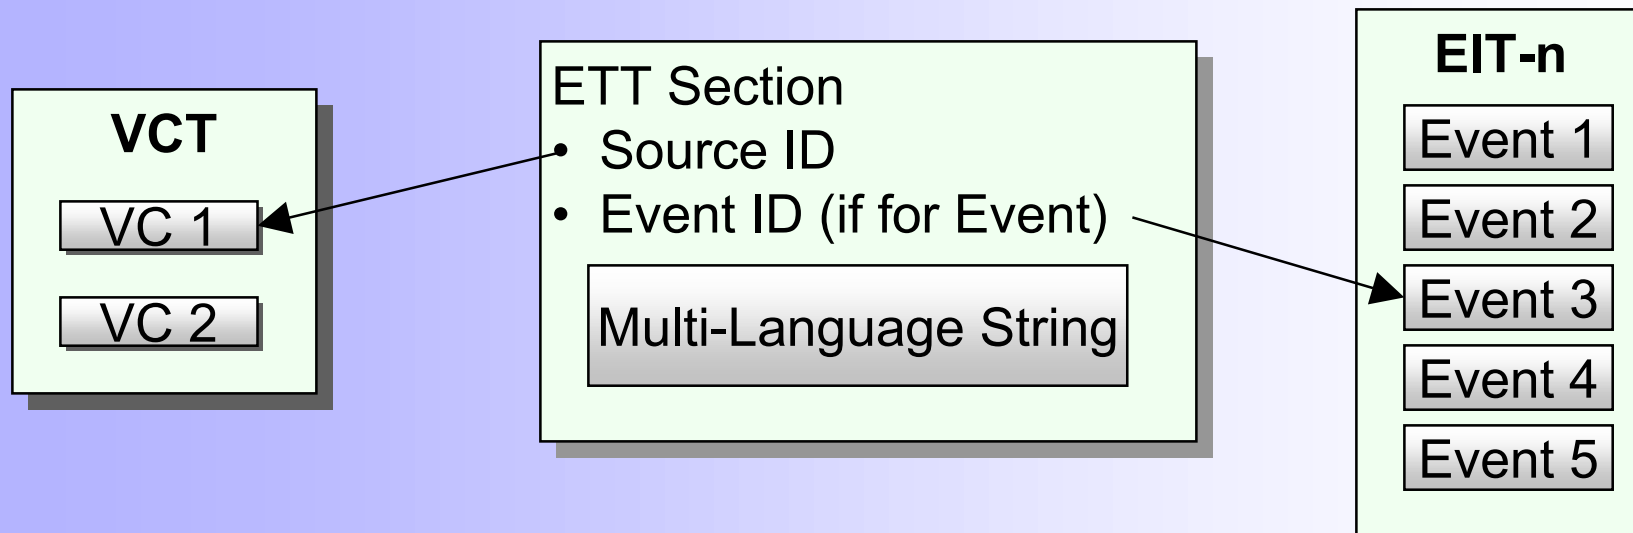 VCT
VC 1
VC 2
ETT Section
• Source ID
• Event ID (if for Event)
Multi-Language String
EIT-n
Event 1
Event 2
Event 3
Event 4
Event 5